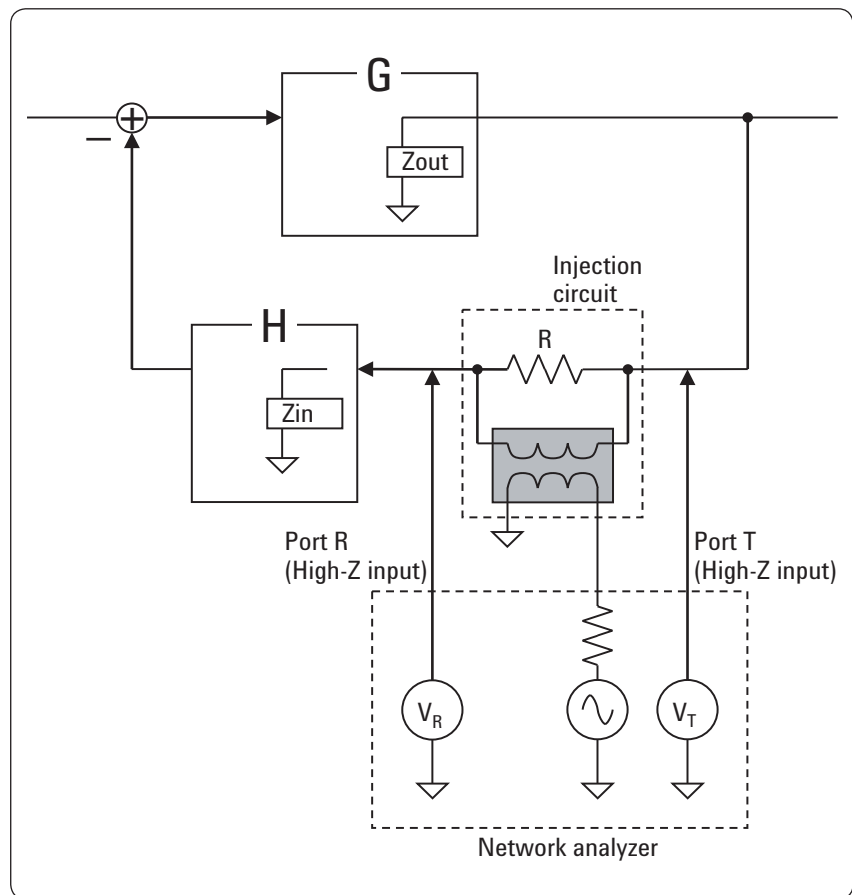 G
+
−
Zout
Injection
circuit
H
R
Zin
Port R
(High-Z input)
Port T
(High-Z input)
VR
VT
Network analyzer